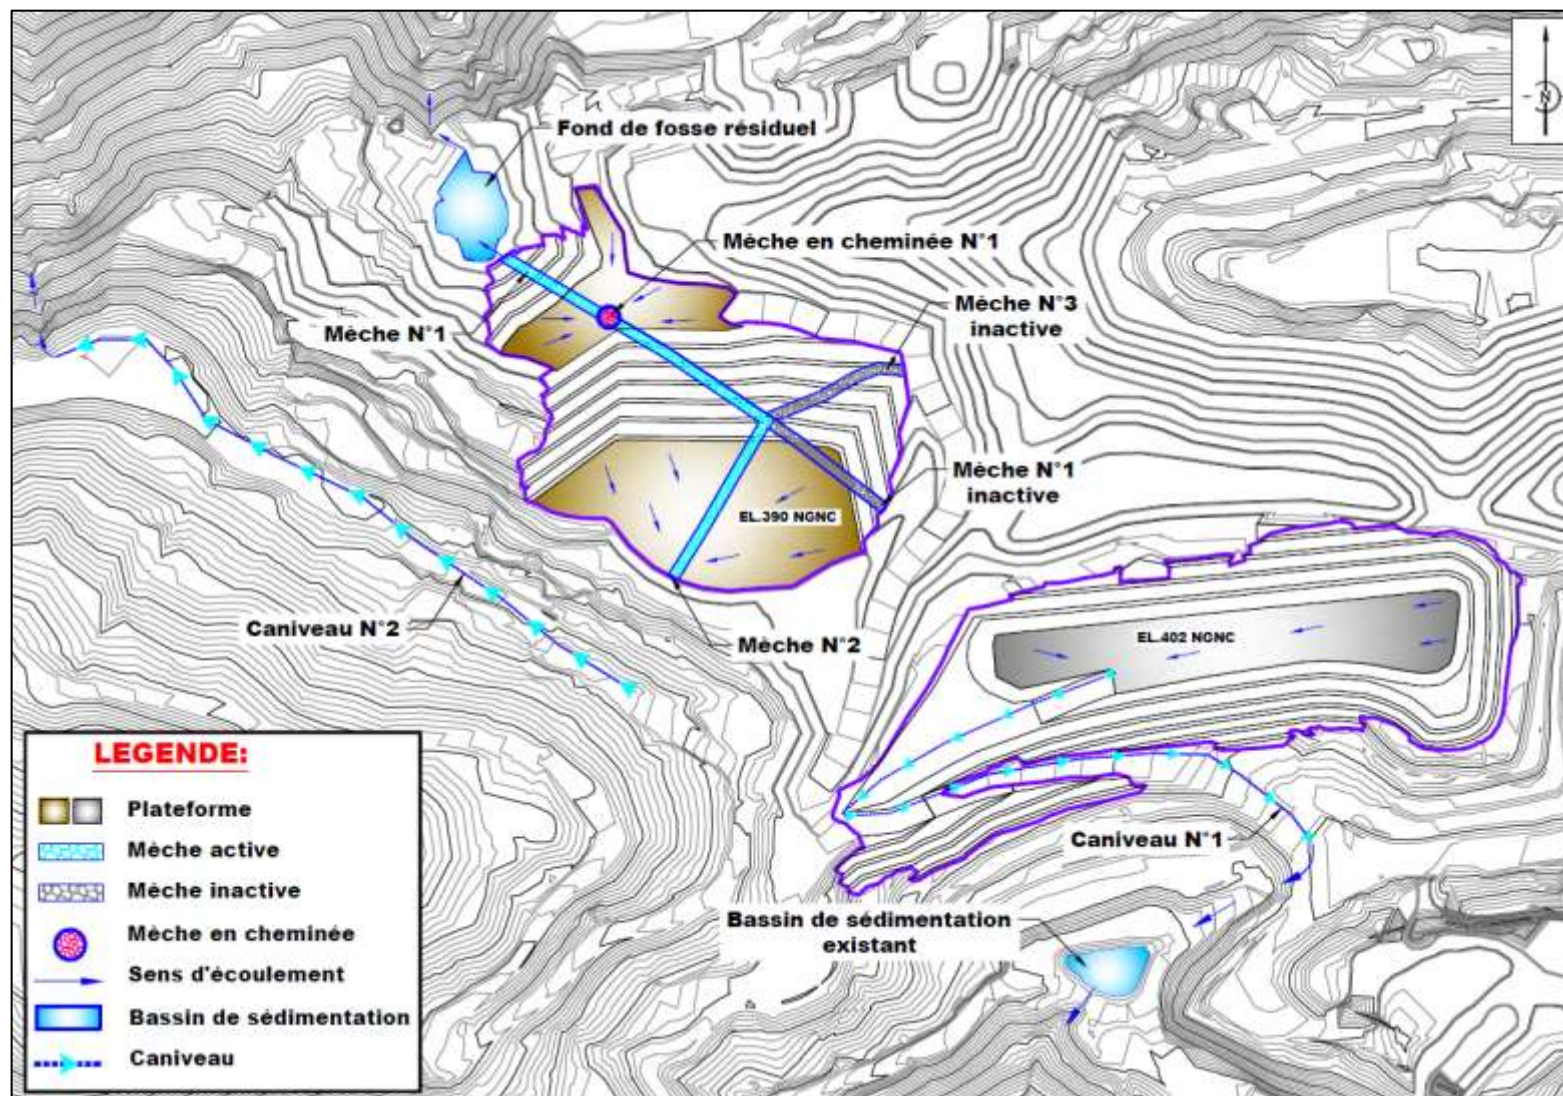 N
Fond de fosse résiduel
Mèche en cheminée N°1
Mèche N°3
inactive
Mèche N°1
Mèche N°1
inactive
EL.390 NGNC
Caniveau N°2
Mèche N°2
EL.402 NGNC
Caniveau N°1
Bassin de sédimentation
existant
LEGENDE:
Plateforme
Mèche active
Mèche inactive
Mèche en cheminée
Sens d'écoulement
Bassin de sédimentation
Caniveau